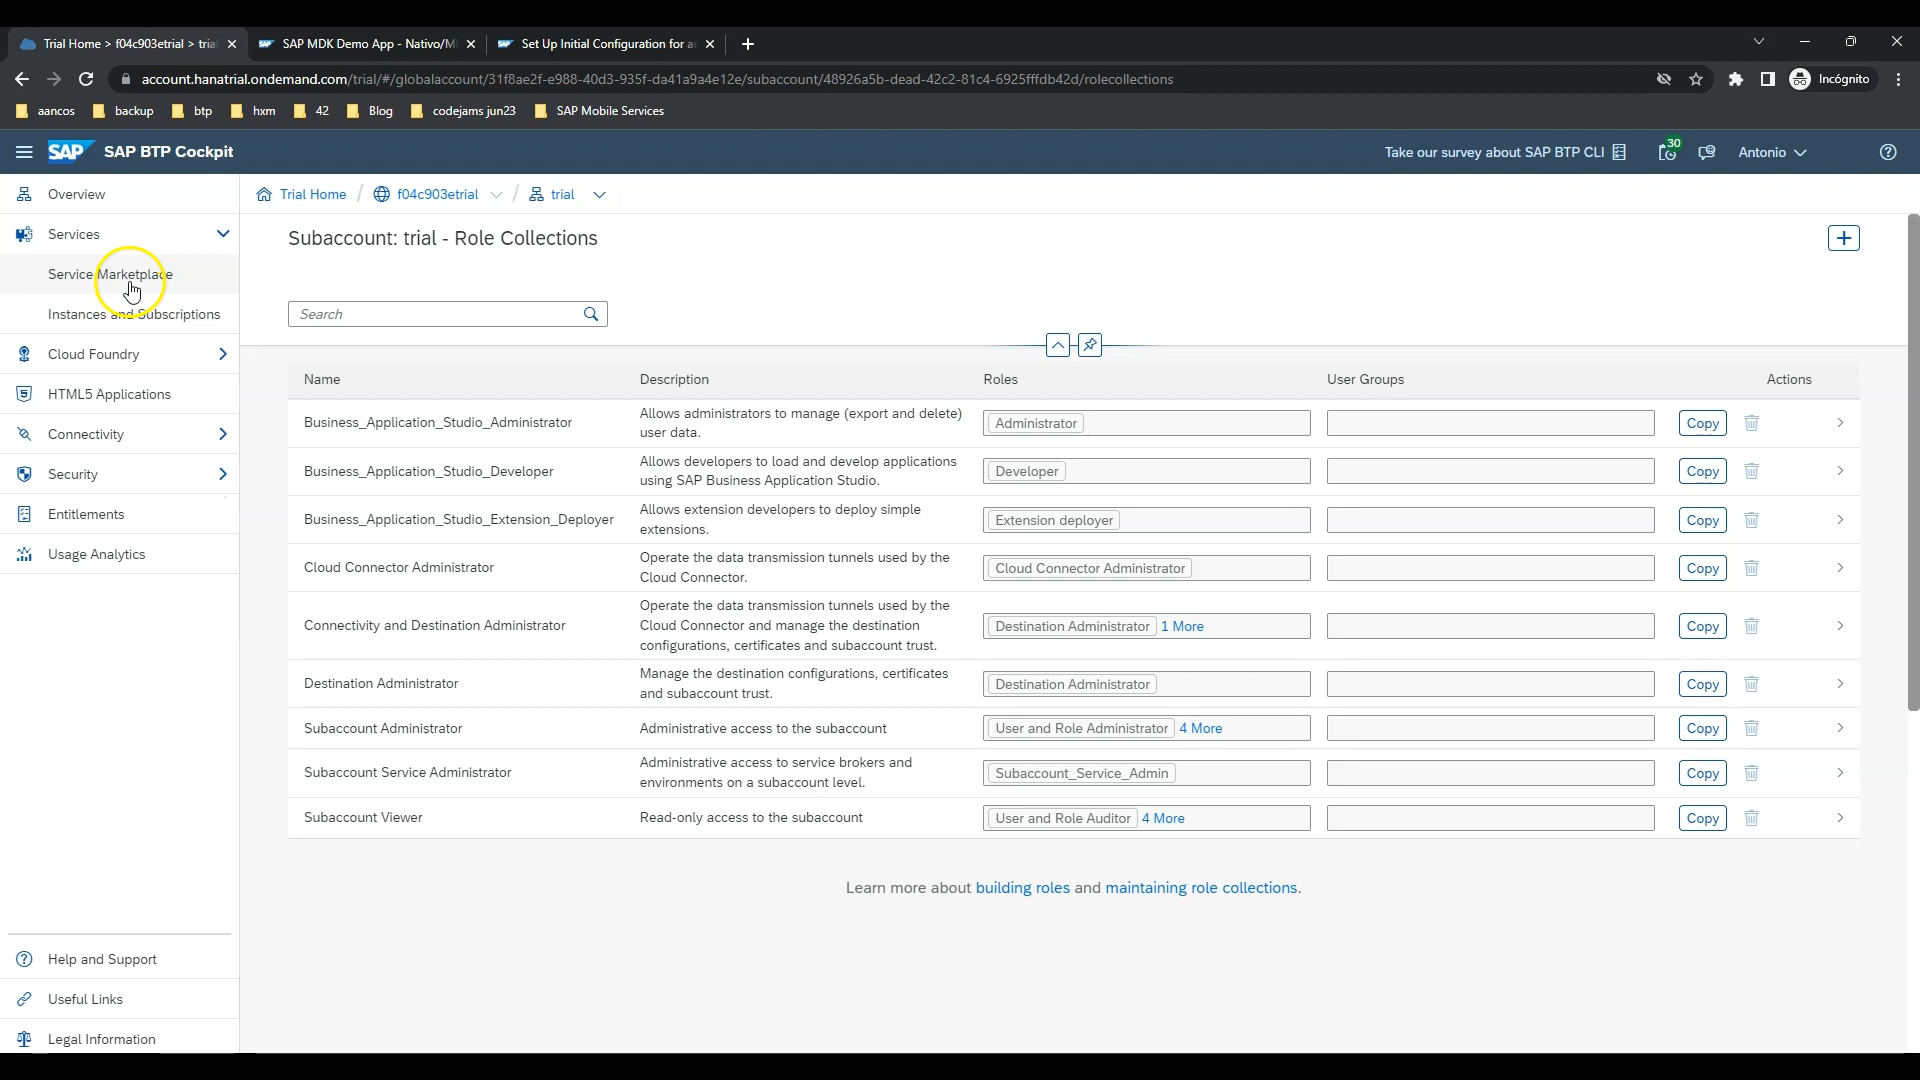 Trial Home > f04c903etrial > tria
SAP MDK Demo App - Nativo/M
Set Up Initial Configuration for a
account.hanatrial.ondemand.com/trial/#/globalaccount/31f8ae2f-e988-40d3-935f-da41a9a4e12e/subaccount/48926a5b-dead-42c2-81c4-6925fffdb42d/rolecollections
Incógnito
aancos
backup
btp
hxm
42
Blog
codejams jun23
SAP Mobile Services
SAP
SAP BTP Cockpit
Take our survey about SAP BTP CLI
30
Antonio
Overview
Services
Service Marketplace
Instances and Subscriptions
Cloud Foundry
HTML5 Applications
Connectivity
Security
Entitlements
Usage Analytics
Help and Support
Useful Links
Legal Information
Trial Home / f04c903etrial / trial
Subaccount: trial - Role Collections
Search
Name Description Roles User Groups Actions
Business_Application_Studio_Administrator
Allows administrators to manage (export and delete)
user data.
Administrator
Copy
Business_Application_Studio_Developer
Allows developers to load and develop applications
using SAP Business Application Studio.
Developer
Copy
Business_Application_Studio_Extension_Deployer
Allows extension developers to deploy simple
extensions.
Extension deployer
Copy
Cloud Connector Administrator
Operate the data transmission tunnels used by the
Cloud Connector.
Cloud Connector Administrator
Copy
Connectivity and Destination Administrator
Operate the data transmission tunnels used by the
Cloud Connector and manage the destination
configurations, certificates and subaccount trust.
Destination Administrator 1 More
Copy
Destination Administrator
Manage the destination configurations, certificates
and subaccount trust.
Destination Administrator
Copy
Subaccount Administrator
Administrative access to the subaccount
User and Role Administrator 4 More
Copy
Subaccount Service Administrator
Administrative access to service brokers and
environments on a subaccount level.
Subaccount_Service_Admin
Copy
Subaccount Viewer
Read-only access to the subaccount
User and Role Auditor 4 More
Copy
Learn more about building roles and maintaining role collections.